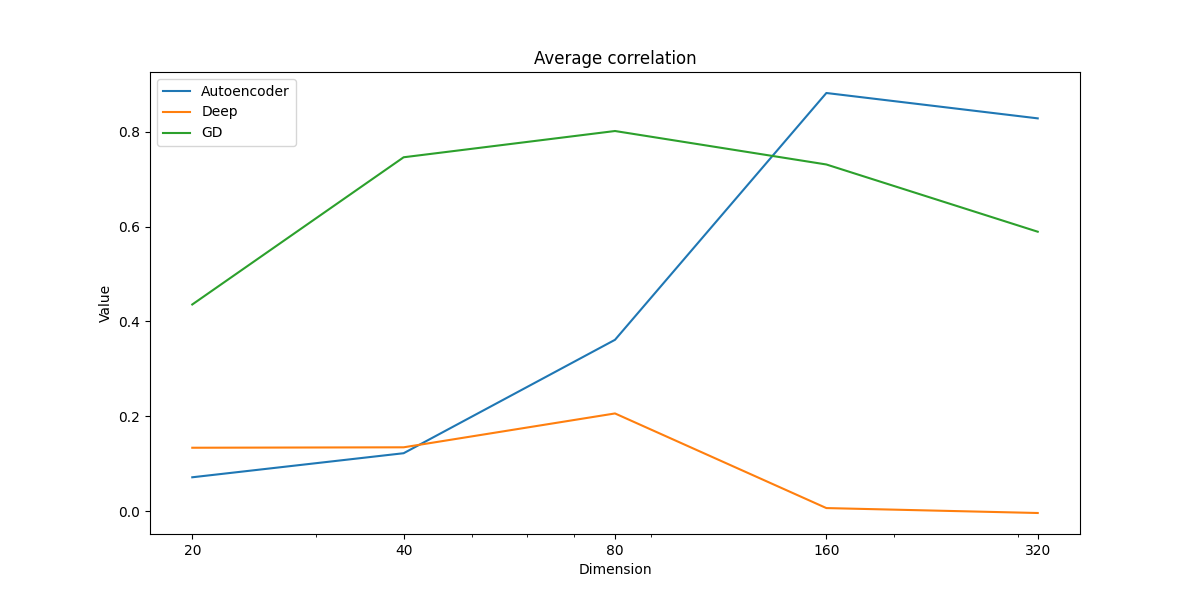 Average correlation
Autoencoder
Deep
GD
Value
0.8
0.6
0.4
0.2
0.0
20 40 80 160 320
Dimension